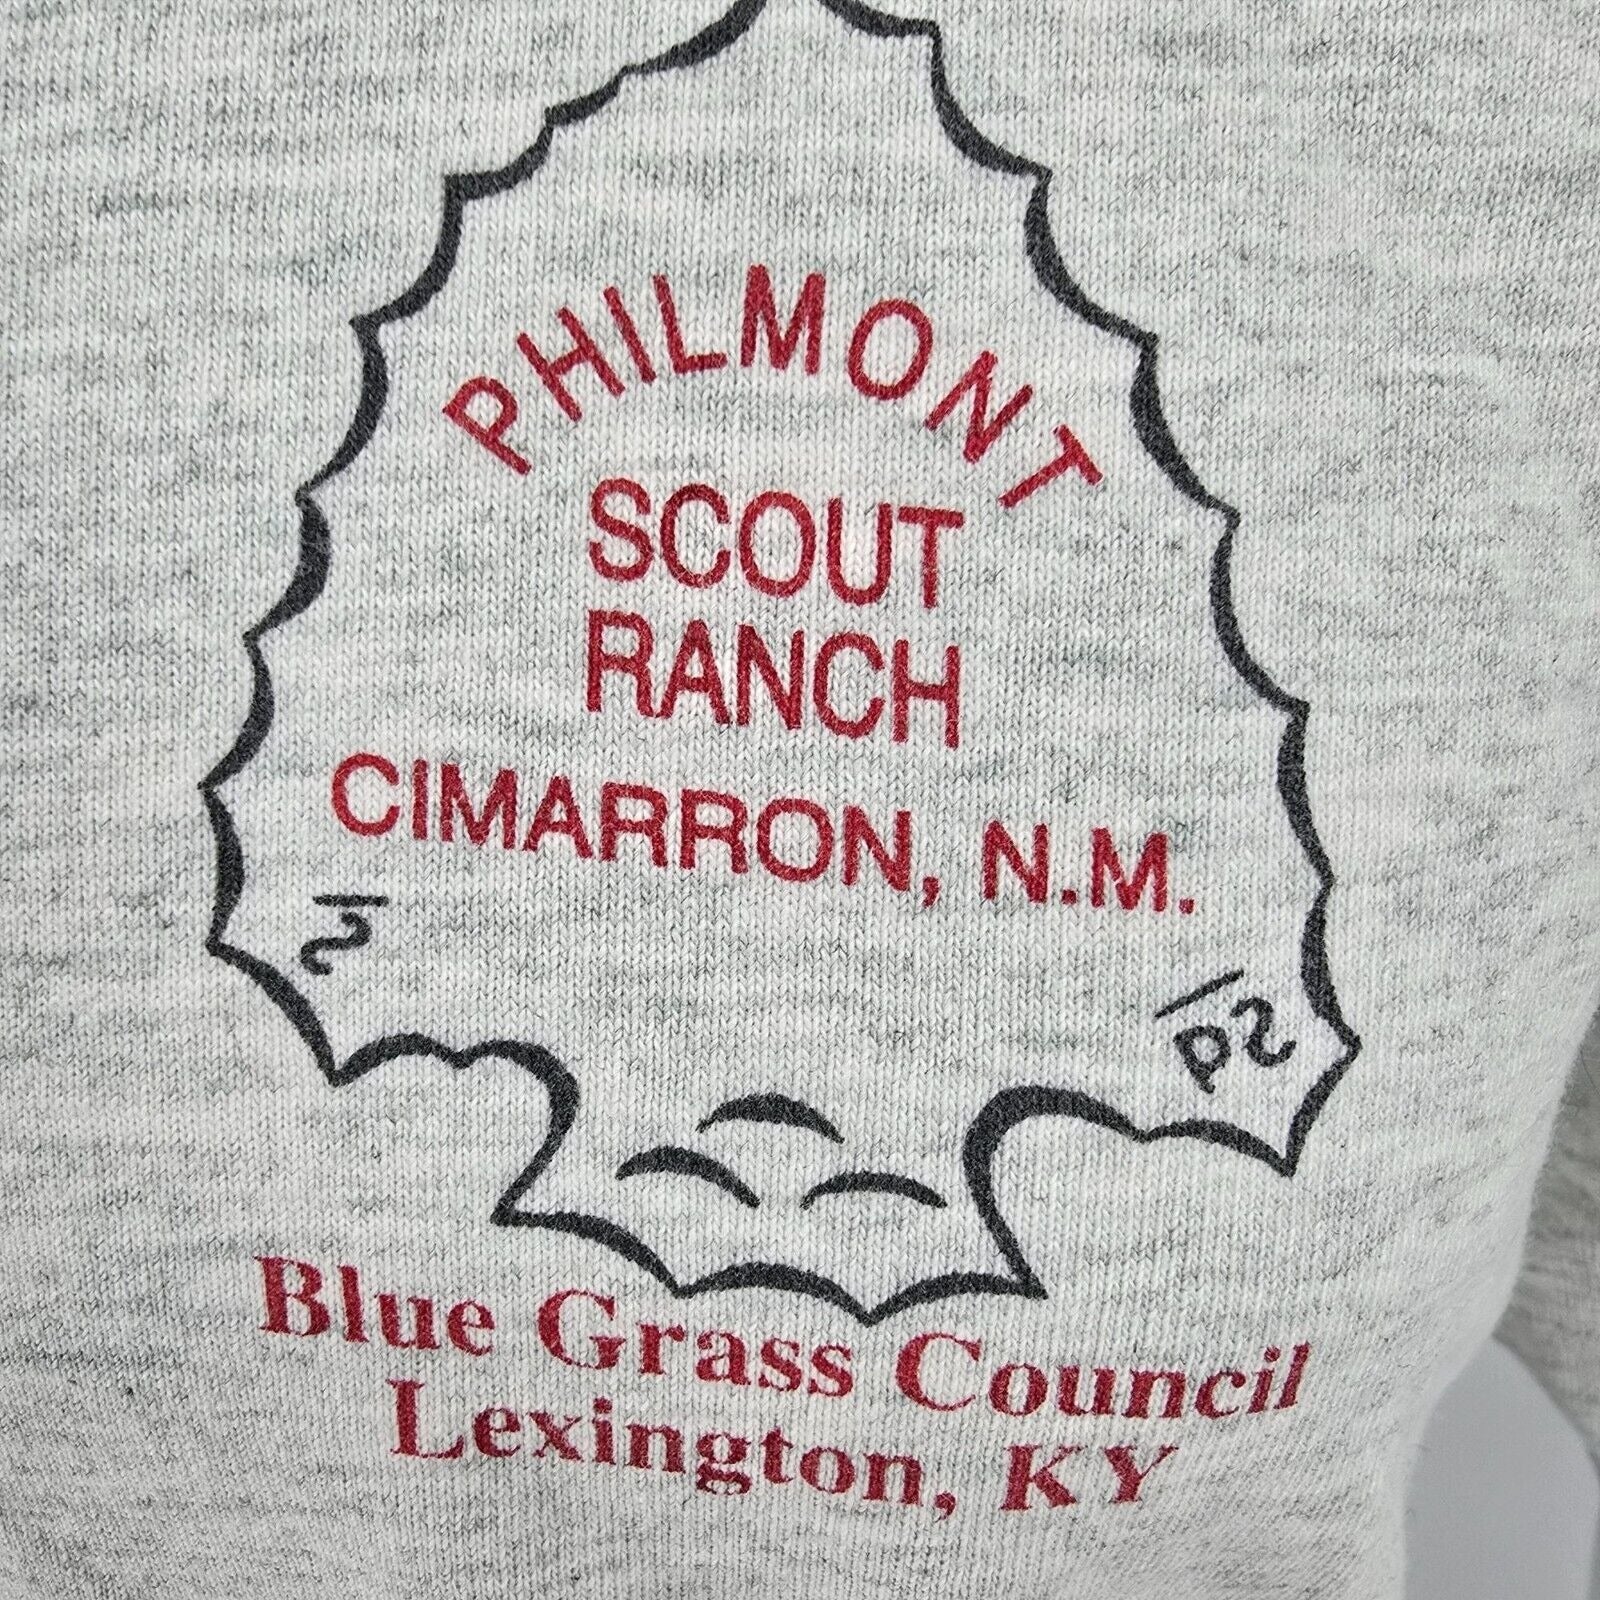 PHILMONT
SCOUT
RANCH
CIMARRON, N.M.
Blue Grass Council
Lexington, KY